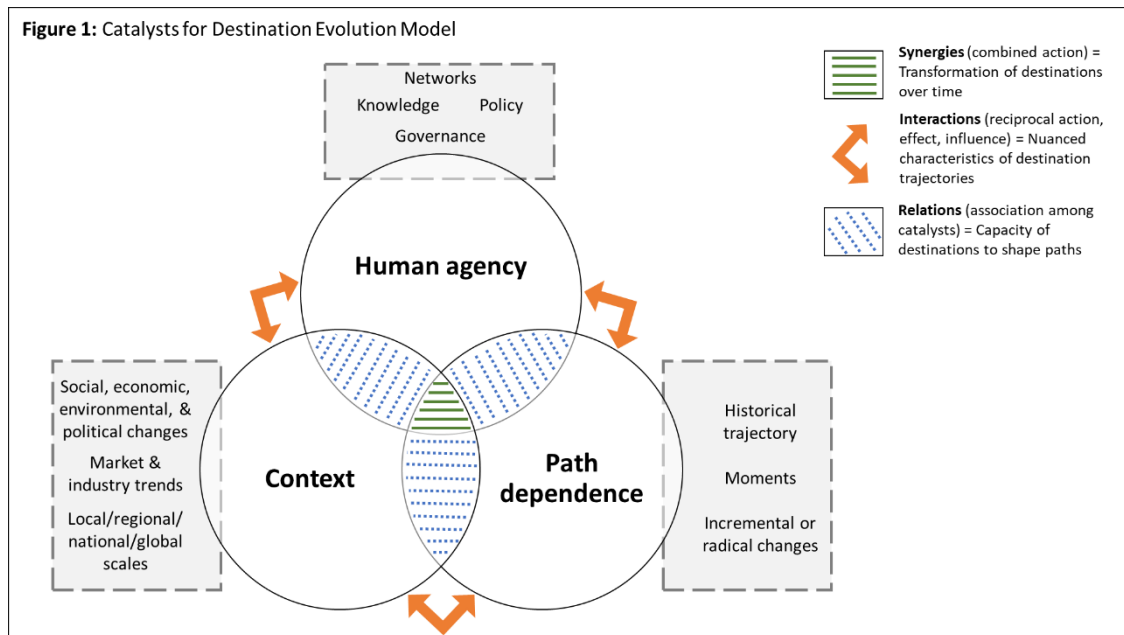 Figure 1: Catalysts for Destination Evolution Model
Networks
Knowledge Policy
Governance
Human agency
Social, economic,
environmental, &
political changes
Market &
industry trends
Local/regional/
national/global
scales
Context
Path
dependence
Historical
trajectory
Moments
Incremental or
radical changes
Synergies (combined action) =
Transformation of destinations
over time
Interactions (reciprocal action,
effect, influence) = Nuanced
characteristics of destination
trajectories
Relations (association among
catalysts) = Capacity of
destinations to shape paths